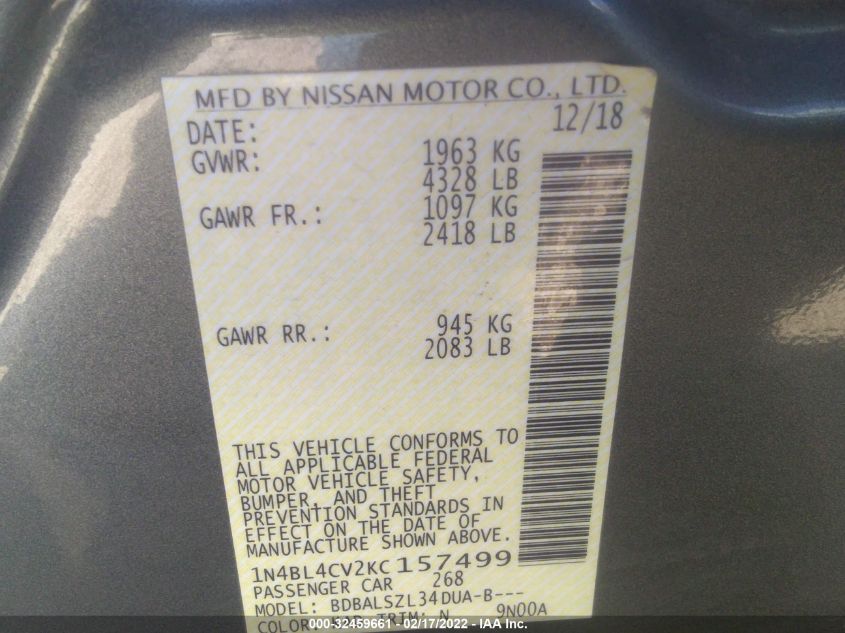 MFD BY NISSAN MOTOR CO., LTD.
DATE: 12/18
GVWR: 1963 KG
4328 LB
GAWR FR.: 1097 KG
2418 LB
GAWR RR.: 945 KG
2083 LB
THIS VEHICLE CONFORMS TO
ALL APPLICABLE FEDERAL
MOTOR VEHICLE SAFETY,
BUMPER, AND THEFT
PREVENTION STANDARDS IN
EFFECT ON THE DATE OF
MANUFACTURE SHOWN ABOVE.
1N4BL4CV2KC157499
PASSENGER CAR 268
MODEL: BDBALSZL34DUA-B---
COLOR: TRIM: N 9N00A
000-32459661 - 02/17/2022 - IAA Inc.